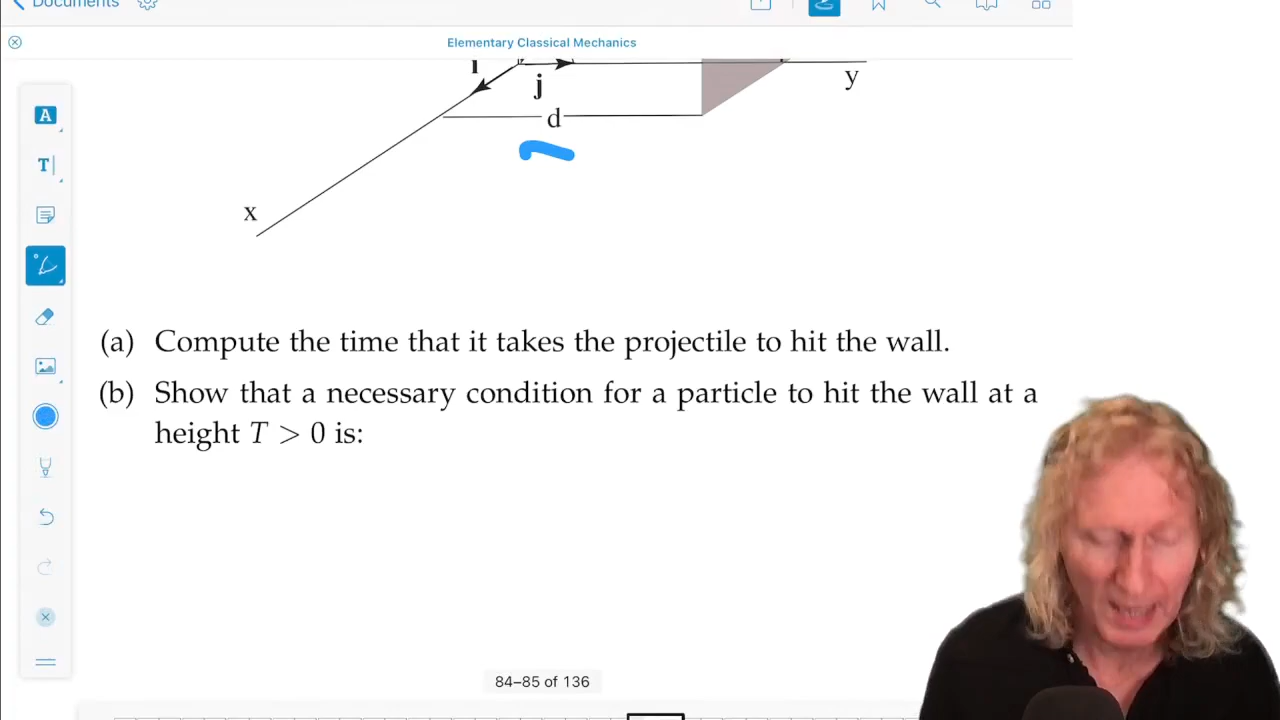 Documents
Elementary Classical Mechanics
j
y
d
x
A
T
(a) Compute the time that it takes the projectile to hit the wall.
(b) Show that a necessary condition for a particle to hit the wall at a
height T > 0 is:
84–85 of 136